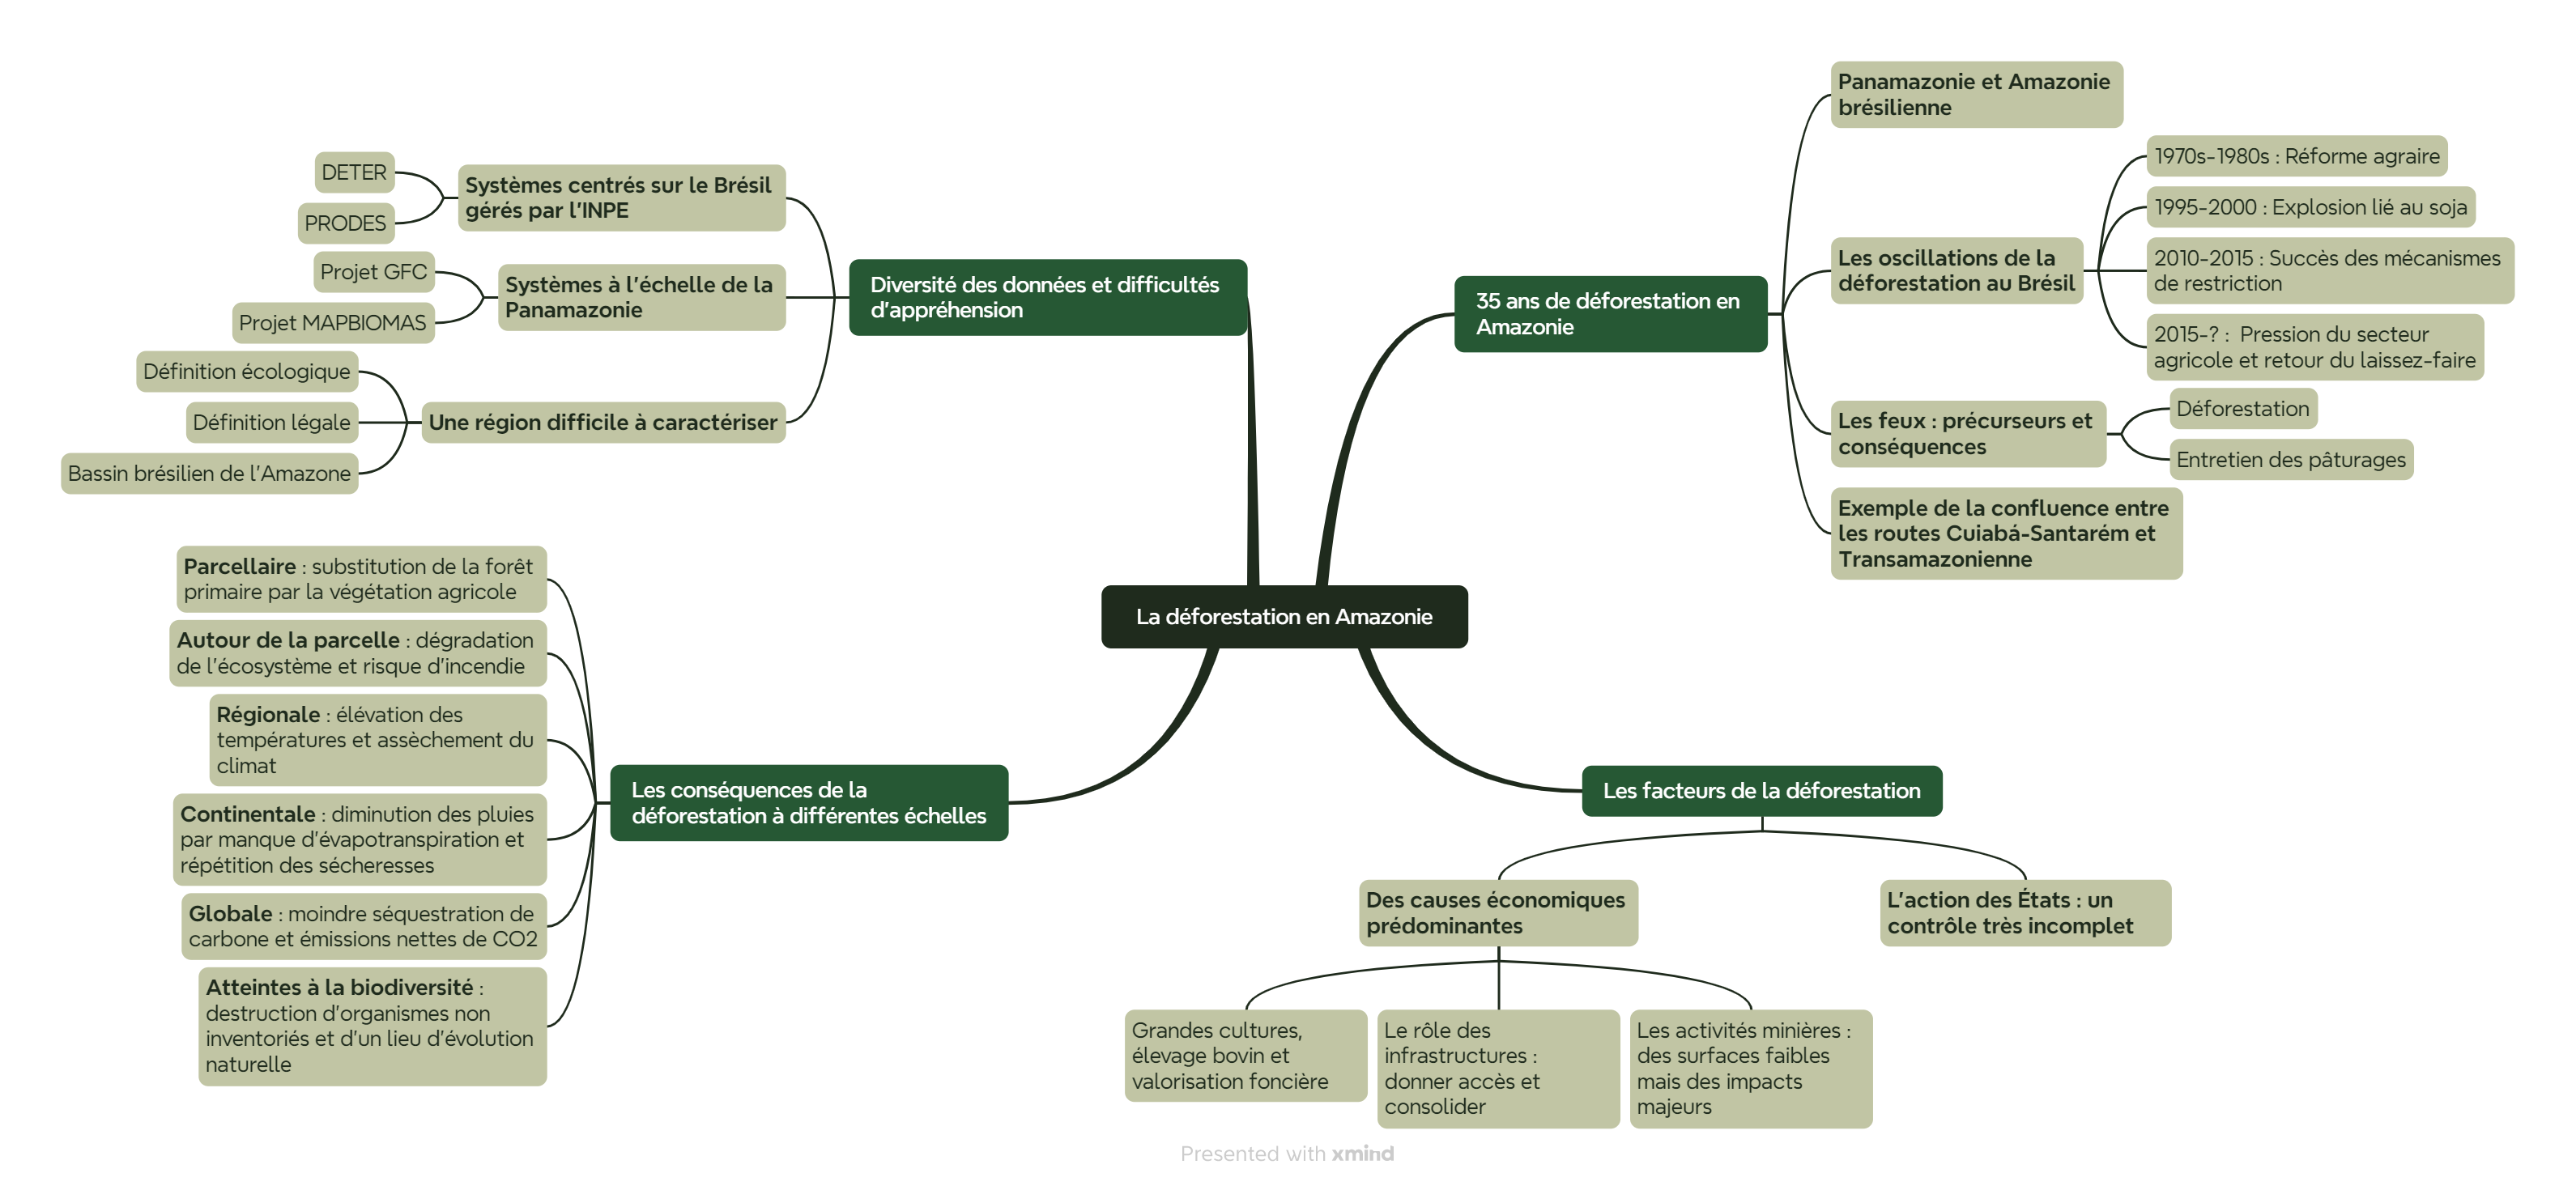 Panamazonie et Amazonie
brésilienne
1970s-1980s : Réforme agraire
1995-2000 : Explosion lié au soja
Les oscillations de la
déforestation au Brésil
2010-2015 : Succès des mécanismes
de restriction
2015-? :  Pression du secteur
agricole et retour du laissez-faire
35 ans de déforestation en
Amazonie
Les feux : précurseurs et
conséquences
Déforestation
Entretien des pâturages
Exemple de la confluence entre
les routes Cuiabá-Santarém et
Transamazonienne
DETER
PRODES
Systèmes centrés sur le Brésil
gérés par l'INPE
Projet GFC
Projet MAPBIOMAS
Systèmes à l'échelle de la
Panamazonie
Diversité des données et difficultés
d'appréhension
Définition écologique
Définition légale
Bassin brésilien de l'Amazone
Une région difficile à caractériser
La déforestation en Amazonie
Parcellaire : substitution de la forêt
primaire par la végétation agricole
Autour de la parcelle : dégradation
de l'écosystème et risque d'incendie
Régionale : élévation des
températures et assèchement du
climat
Continentale : diminution des pluies
par manque d'évapotranspiration et
répétition des sécheresses
Globale : moindre séquestration de
carbone et émissions nettes de CO2
Atteintes à la biodiversité :
destruction d'organismes non
inventoriés et d'un lieu d'évolution
naturelle
Les conséquences de la
déforestation à différentes échelles
Les facteurs de la déforestation
Des causes économiques
prédominantes
L'action des États : un
contrôle très incomplet
Grandes cultures,
élevage bovin et
valorisation foncière
Le rôle des
infrastructures :
donner accès et
consolider
Les activités minières :
des surfaces faibles
mais des impacts
majeurs
Presented with xmind